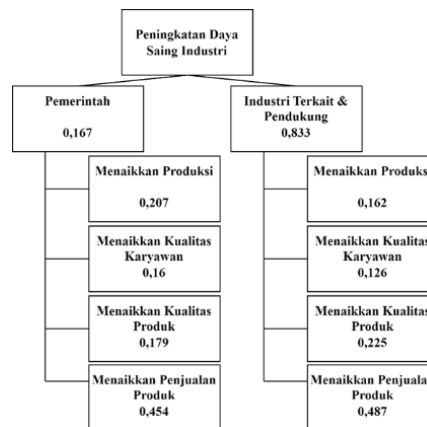 Peningkatan Daya
Saing Industri
Pemerintah
0,167
Industri Terkait &
Pendukung
0,833
Menaikkan Produksi
0,207
Menaikkan Kualitas
Karyawan
0,16
Menaikkan Kualitas
Produk
0,179
Menaikkan Penjualan
Produk
0,454
Menaikkan Produks
0,162
Menaikkan Kualitas
Karyawan
0,126
Menaikkan Kualitas
Produk
0,225
Menaikkan Penjuala
Produk
0,487